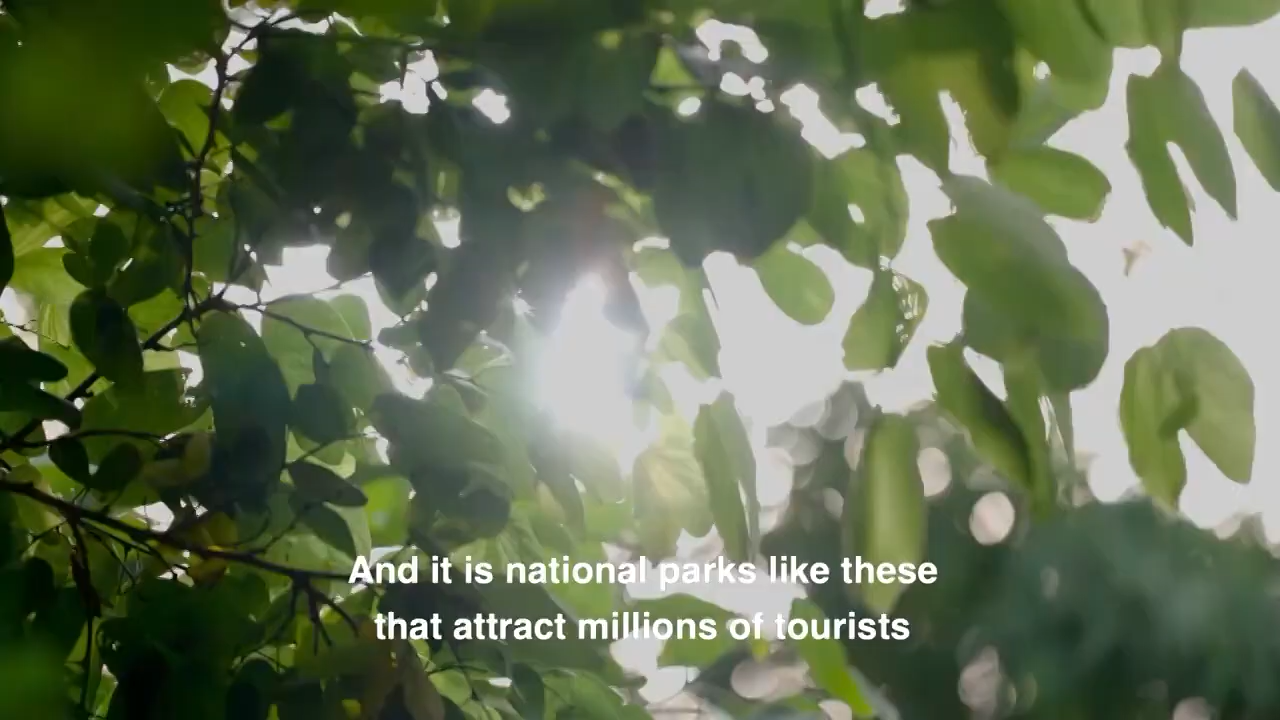 And it is national parks like these
that attract millions of tourists